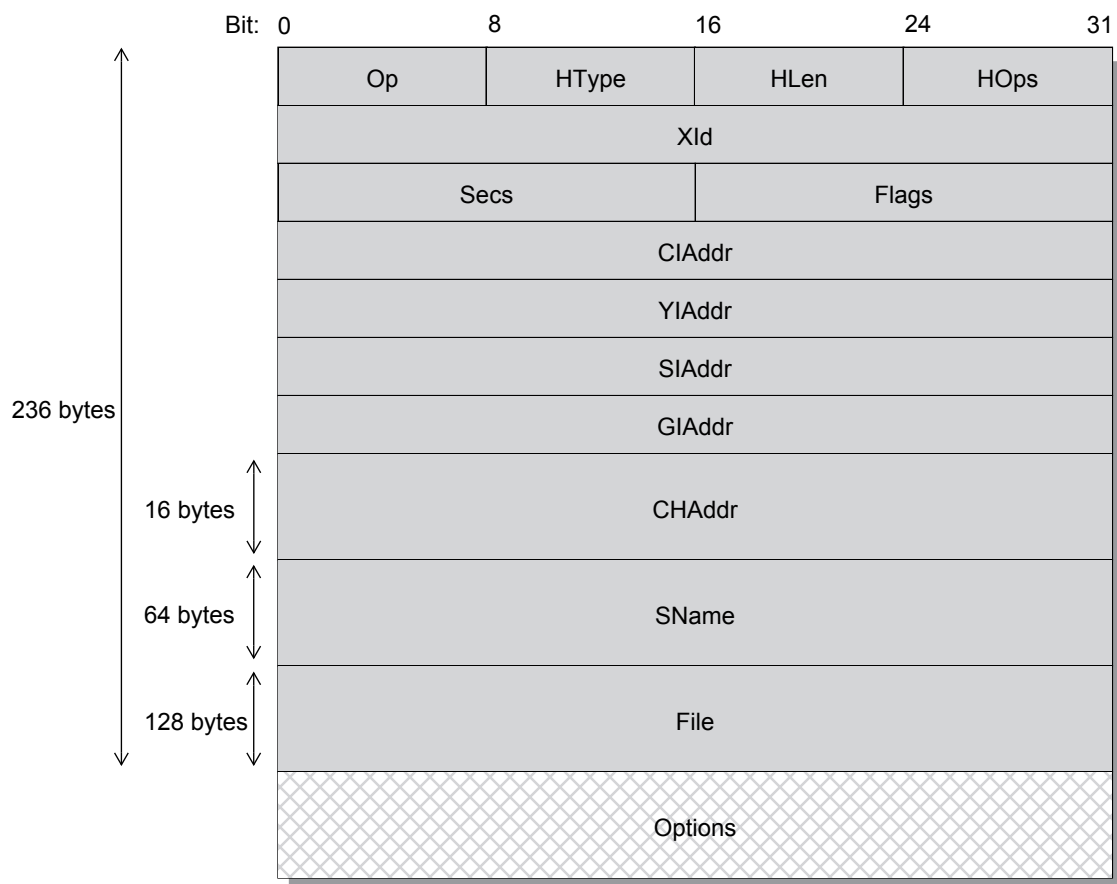 Bit: 0 8 16 24 31
Op HType HLen HOps
XId
Secs Flags
CIAddr
YIAddr
SIAddr
236 bytes
GIAddr
16 bytes CHAddr
64 bytes SName
128 bytes File
Options